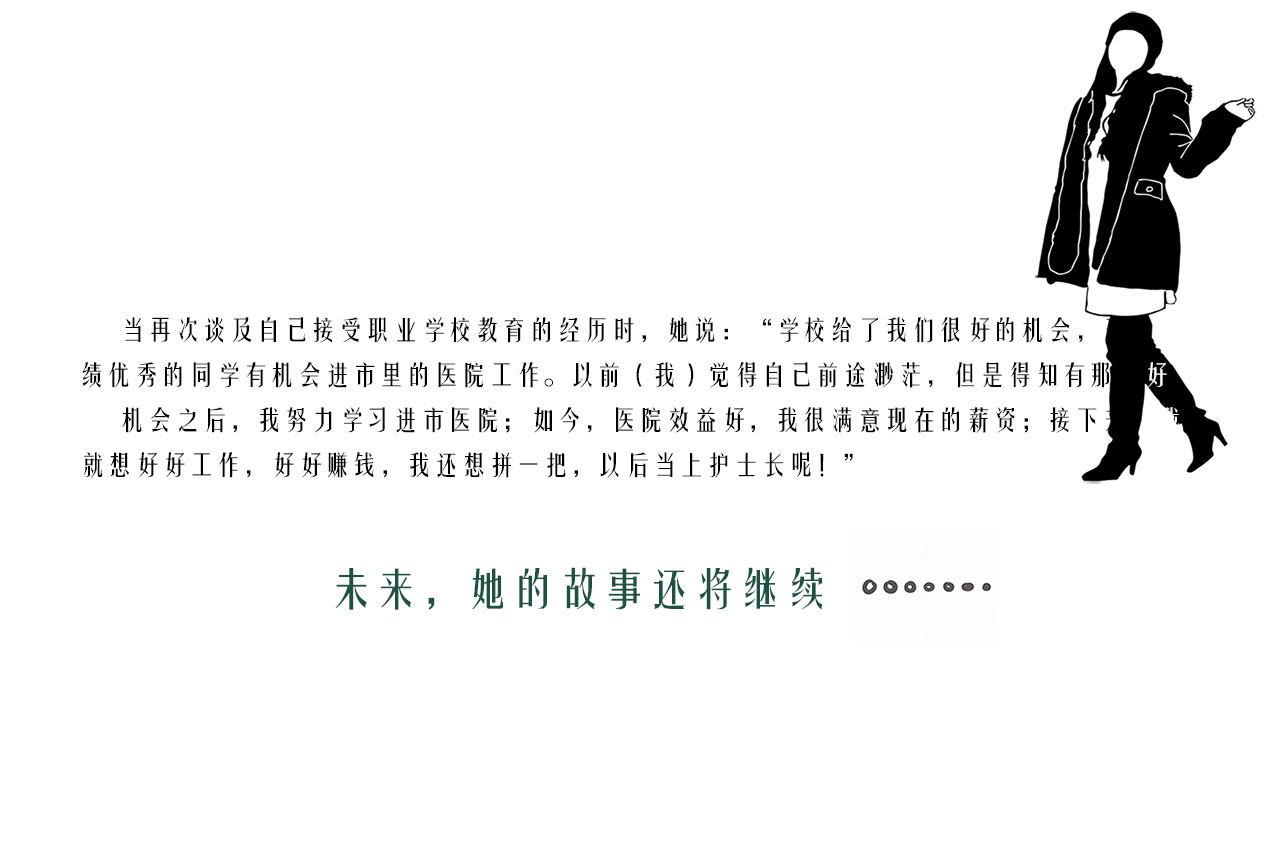 当再次谈及自己接受职业学校教育的经历时，她说：“学校给了我们很好的机会，
绩优秀的同学有机会进市里的医院工作。以前（我）觉得自己前途渺茫，但是得知有那 好
机会之后，我努力学习进市医院；如今，医院效益好，我很满意现在的薪资；接下
就想好好工作，好好赚钱，我还想拼一把，以后当上护士长呢！”
未来，她的故事还将继续